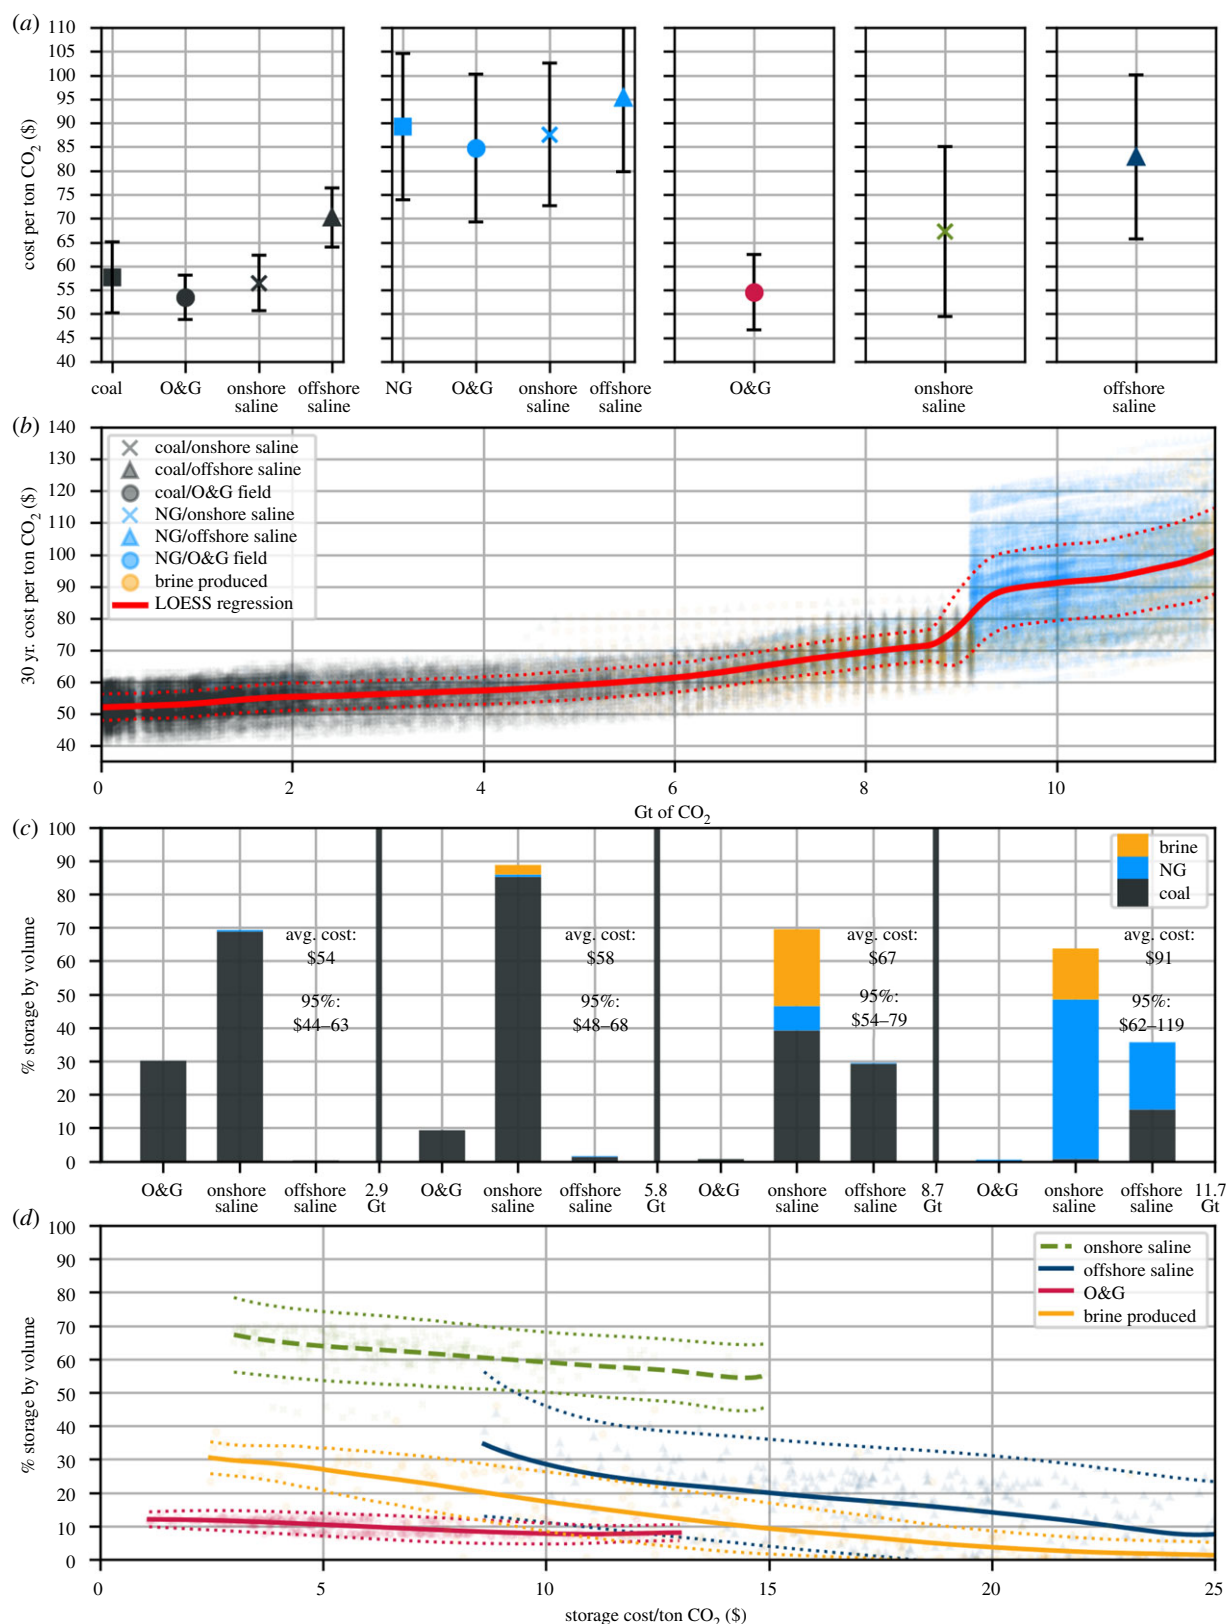 (a)
cost per ton CO2 ($)
110
105
100
95
90
85
80
75
70
65
60
55
50
45
40
coal
O&G
onshore
saline
offshore
saline
NG
O&G
onshore
saline
offshore
saline
O&G
onshore
saline
offshore
saline
(b)
30 yr. cost per ton CO2 ($)
140
130
120
110
100
90
80
70
60
50
40
coal/onshore saline
coal/offshore saline
coal/O&G field
NG/onshore saline
NG/offshore saline
NG/O&G field
brine produced
LOESS regression
0 2 4 6 8 10
Gt of CO2
(c)
% storage by volume
100
90
80
70
60
50
40
30
20
10
0
brine
NG
coal
avg. cost:
$54
95%:
$44–63
avg. cost:
$58
95%:
$48–68
avg. cost:
$67
95%:
$54–79
avg. cost:
$91
95%:
$62–119
O&G
onshore
saline
offshore
saline
2.9
Gt
O&G
onshore
saline
offshore
saline
5.8
Gt
O&G
onshore
saline
offshore
saline
8.7
Gt
O&G
onshore
saline
offshore
saline
11.7
Gt
(d)
% storage by volume
100
90
80
70
60
50
40
30
20
10
0
onshore saline
offshore saline
O&G
brine produced
0 5 10 15 20 25
storage cost/ton CO2 ($)